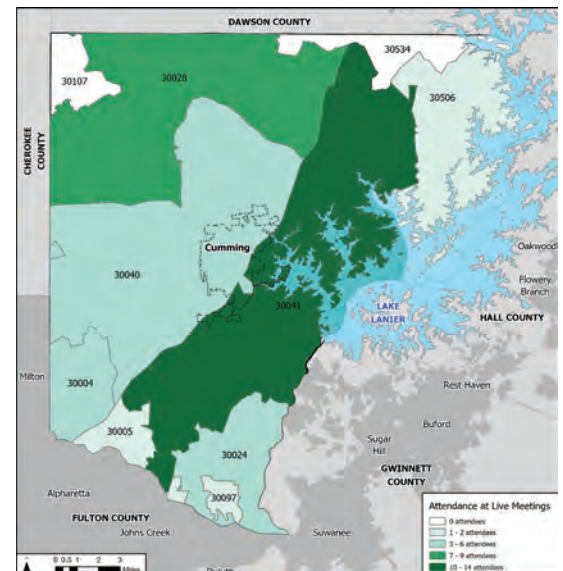 DAWSON COUNTY
30534
30107
30028
30506
CHEROKEE
COUNTY
Cumming
Oakwood
30040
Flowery
Branch
30041
LAKE
LANIER
HALL COUNTY
Milton
30004
Rest Haven
30005
Buford
30024
Sugar
Hill
GWINNETT
COUNTY
Alpharetta
30097
FULTON COUNTY
Johns Creek
Suwanee
Attendance at Live Meetings
0 attendees
1 - 2 attendees
3 - 6 attendees
7 - 9 attendees
10 - 14 attendees
0 0.5 1 2 3
Miles
Duluth